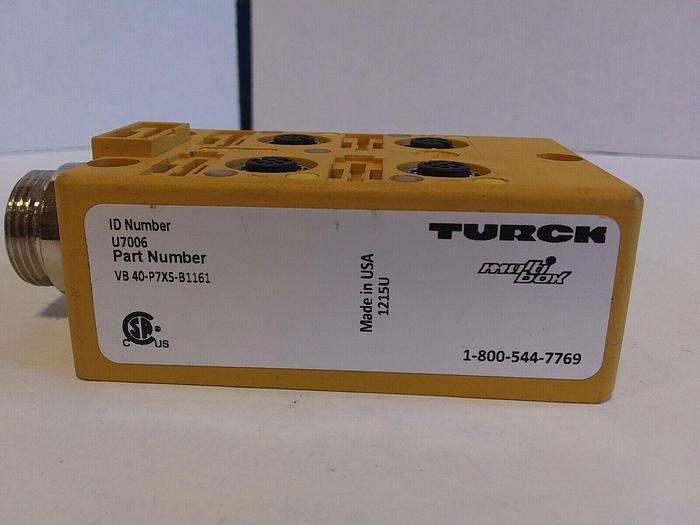 ID Number
U7006
Part Number
VB 40-P7X5-B1161
TURCK
multi
box
Made in USA
1215U
SA
C US
1-800-544-7769